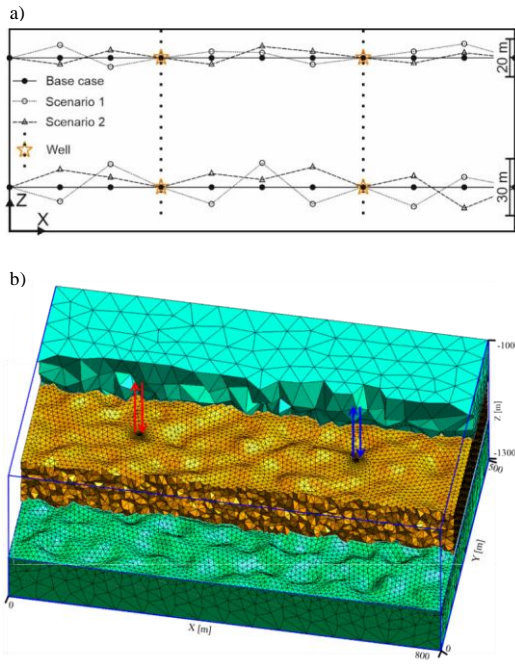 a)
20 m
Base case
Scenario 1
Scenario 2
Well
Z
X
30 m
b)
-100
Z [m]
-1300
500
Y [m]
0
X [m]
800
0